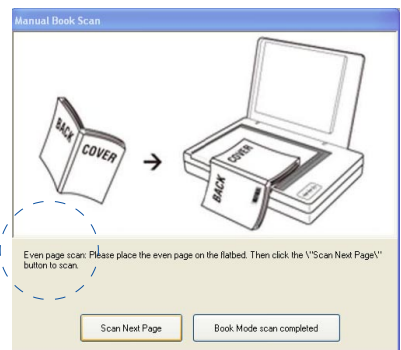 Manual Book Scan
BACK
COVER
COVER
BACK
Even page scan: Please place the even page on the flatbed. Then click the \"Scan Next Page\"
button to scan.
Scan Next Page
Book Mode scan completed